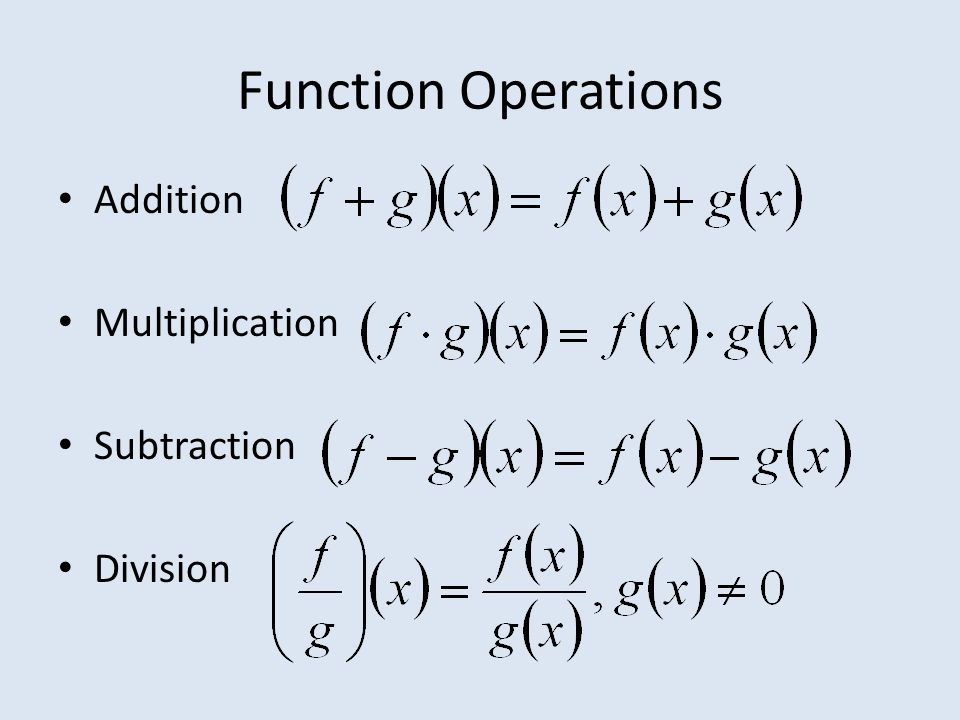 Function Operations
• Addition (f + g)(x) = f(x) + g(x)
• Multiplication (f · g)(x) = f(x) · g(x)
• Subtraction (f − g)(x) = f(x) − g(x)
• Division (f/g)(x) = f(x)/g(x), g(x) ≠ 0